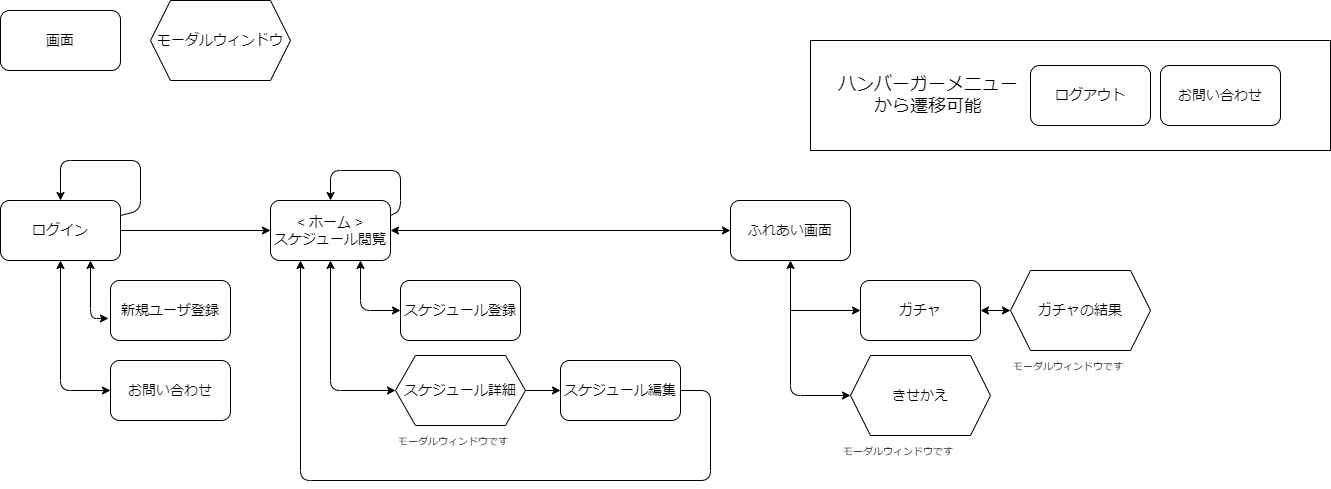 画面
モーダルウィンドウ
ハンバーガーメニュー
から遷移可能
ログアウト
お問い合わせ
ログイン
＜ホーム＞
スケジュール閲覧
ふれあい画面
新規ユーザ登録
スケジュール登録
ガチャ
ガチャの結果
モーダルウィンドウです
お問い合わせ
スケジュール詳細
スケジュール編集
きせかえ
モーダルウィンドウです
モーダルウィンドウです